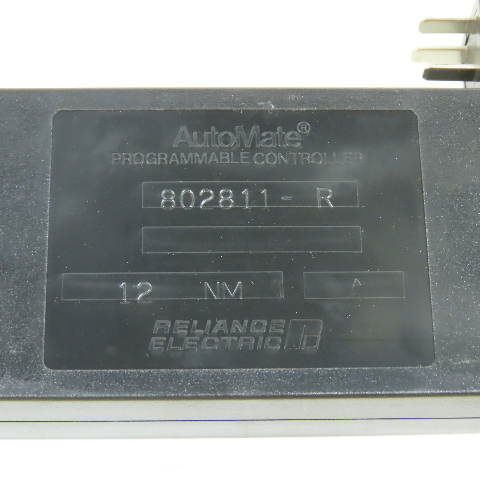 AutoMate®
PROGRAMMABLE CONTROLLER
802811-R
12 NM A
RELIANCE
ELECTRIC